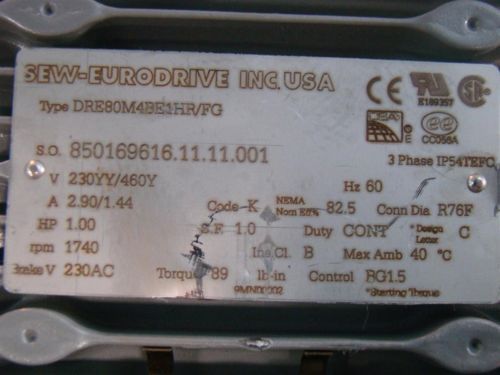 SEW-EURODRIVE INC. USA
Type DRE80M4BE1HR/FG
CE
E189357
ee
CC056A
S.O. 850169616.11.11.001
3 Phase IP54TEFC
V 230YY/460Y
Hz 60
A 2.90/1.44
Code K NEMA Nom Eff% 82.5 Conn Dia R76F
HP 1.00
S.F. 1.0 Duty CONT *Design Letter C
rpm 1740
Ins.Cl. B Max Amb 40 °C
Brake V 230AC
Torque 89 lb-in Control BG1.5
*Starting Torque